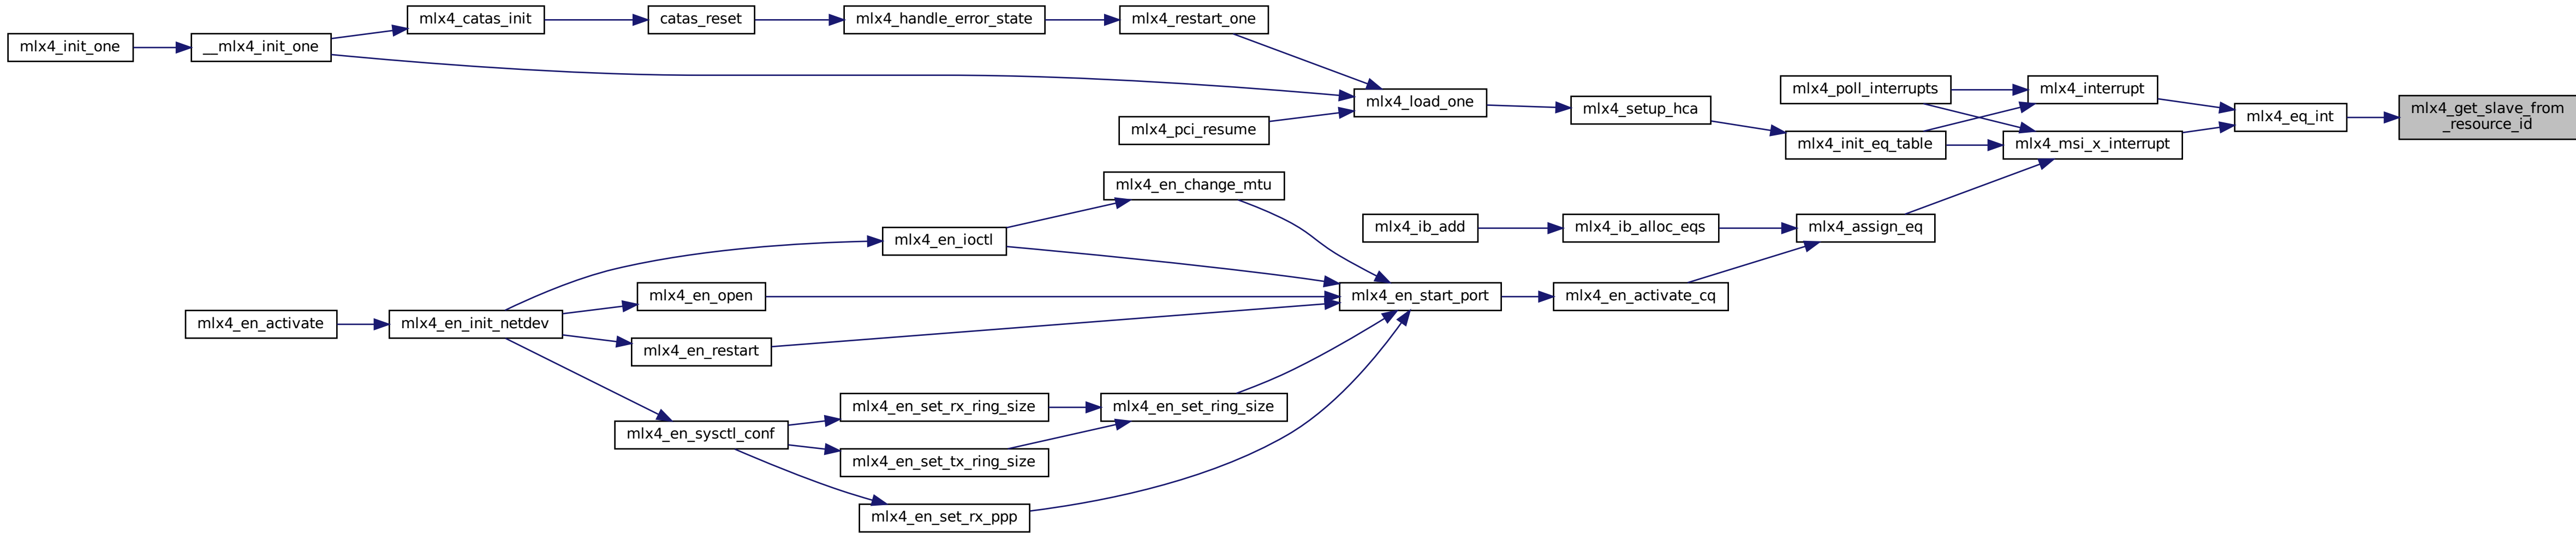 mlx4_catas_init
catas_reset
mlx4_handle_error_state
mlx4_restart_one
mlx4_init_one
__mlx4_init_one
mlx4_poll_interrupts
mlx4_interrupt
mlx4_load_one
mlx4_setup_hca
mlx4_get_slave_from
_resource_id
mlx4_eq_int
mlx4_pci_resume
mlx4_init_eq_table
mlx4_msi_x_interrupt
mlx4_en_change_mtu
mlx4_ib_add
mlx4_ib_alloc_eqs
mlx4_assign_eq
mlx4_en_ioctl
mlx4_en_open
mlx4_en_start_port
mlx4_en_activate_cq
mlx4_en_activate
mlx4_en_init_netdev
mlx4_en_restart
mlx4_en_set_rx_ring_size
mlx4_en_set_ring_size
mlx4_en_sysctl_conf
mlx4_en_set_tx_ring_size
mlx4_en_set_rx_ppp